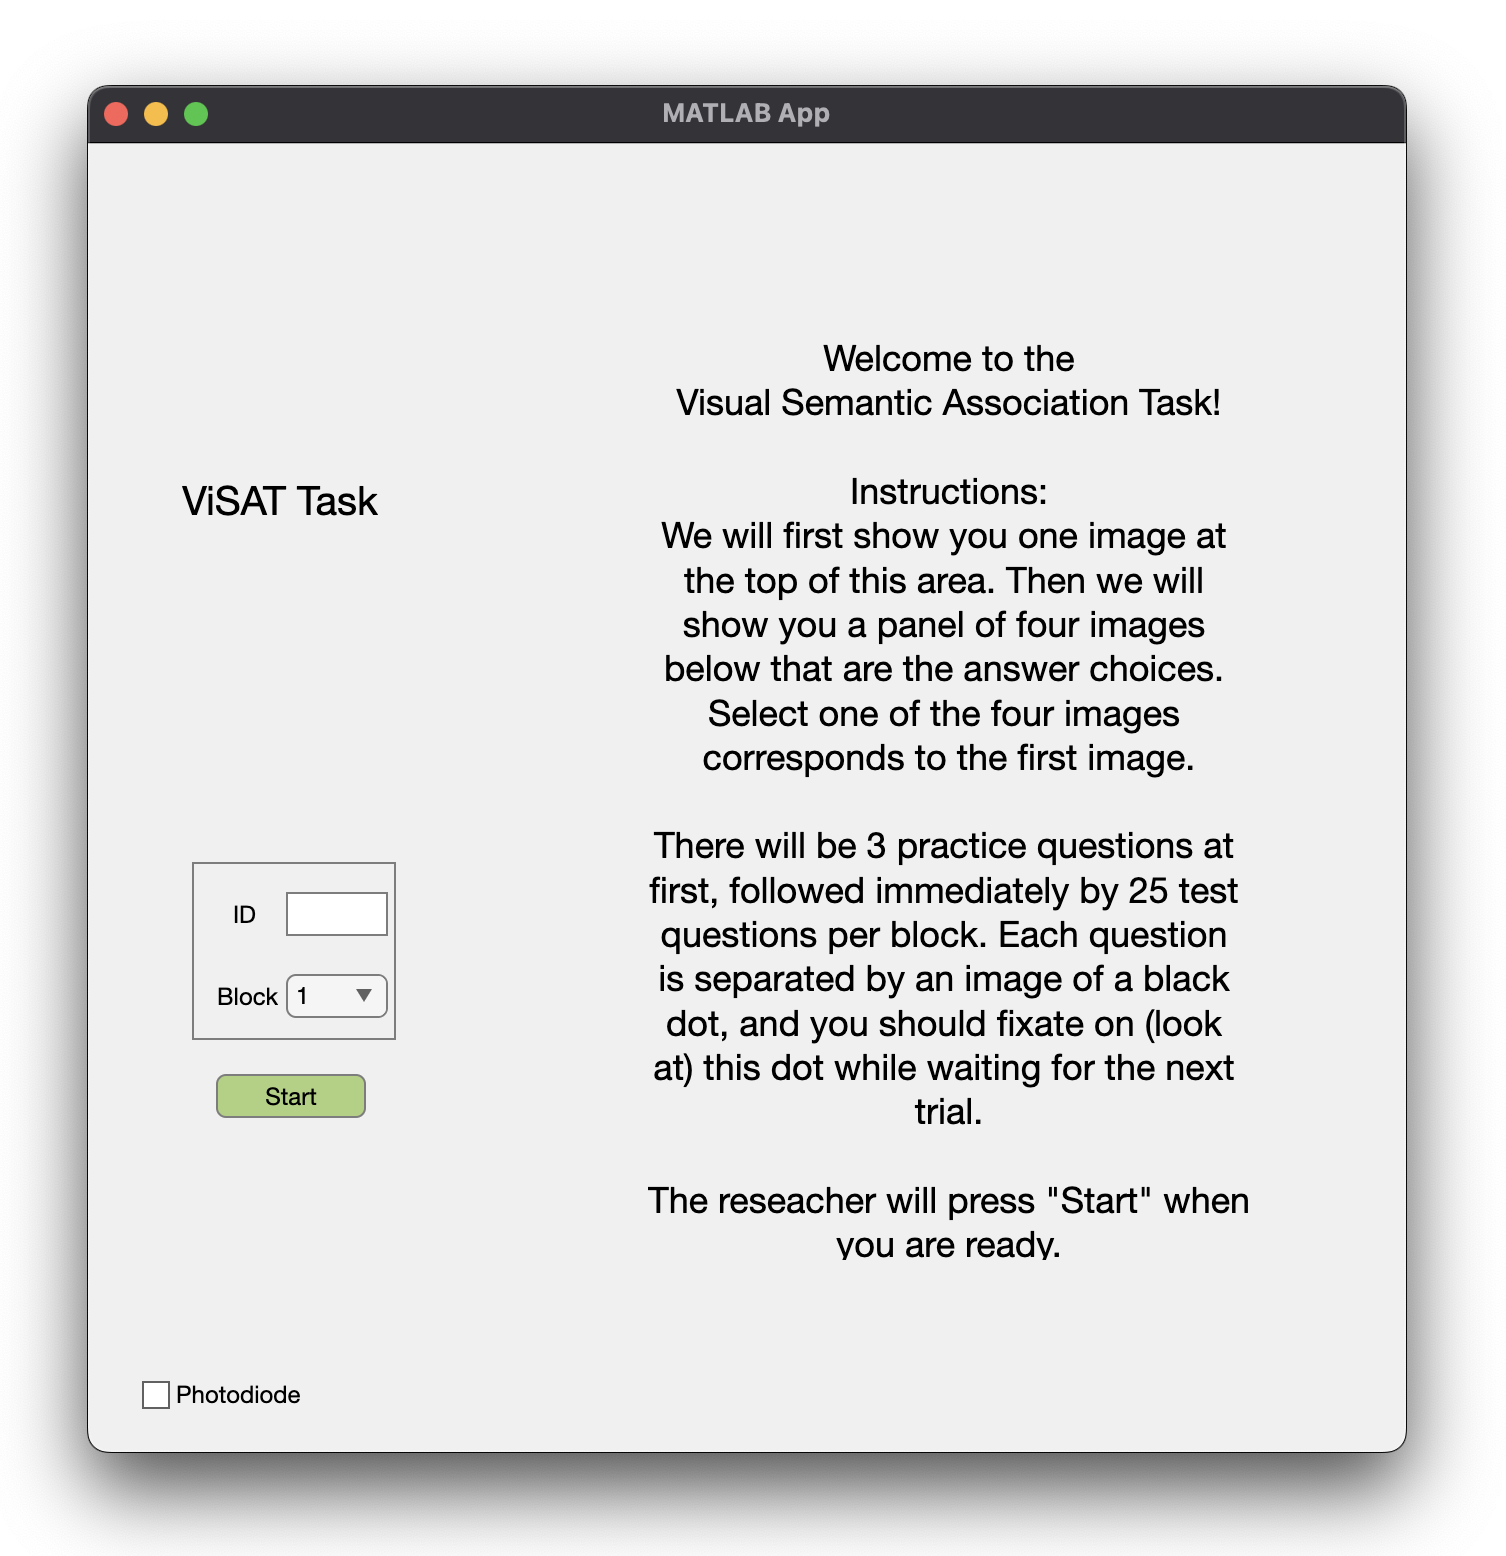 MATLAB App
Welcome to the
Visual Semantic Association Task!
Instructions:
We will first show you one image at
the top of this area. Then we will
show you a panel of four images
below that are the answer choices.
Select one of the four images
corresponds to the first image.
There will be 3 practice questions at
first, followed immediately by 25 test
questions per block. Each question
is separated by an image of a black
dot, and you should fixate on (look
at) this dot while waiting for the next
trial.
The reseacher will press "Start" when
you are ready.
ViSAT Task
ID
Block 1
Start
Photodiode